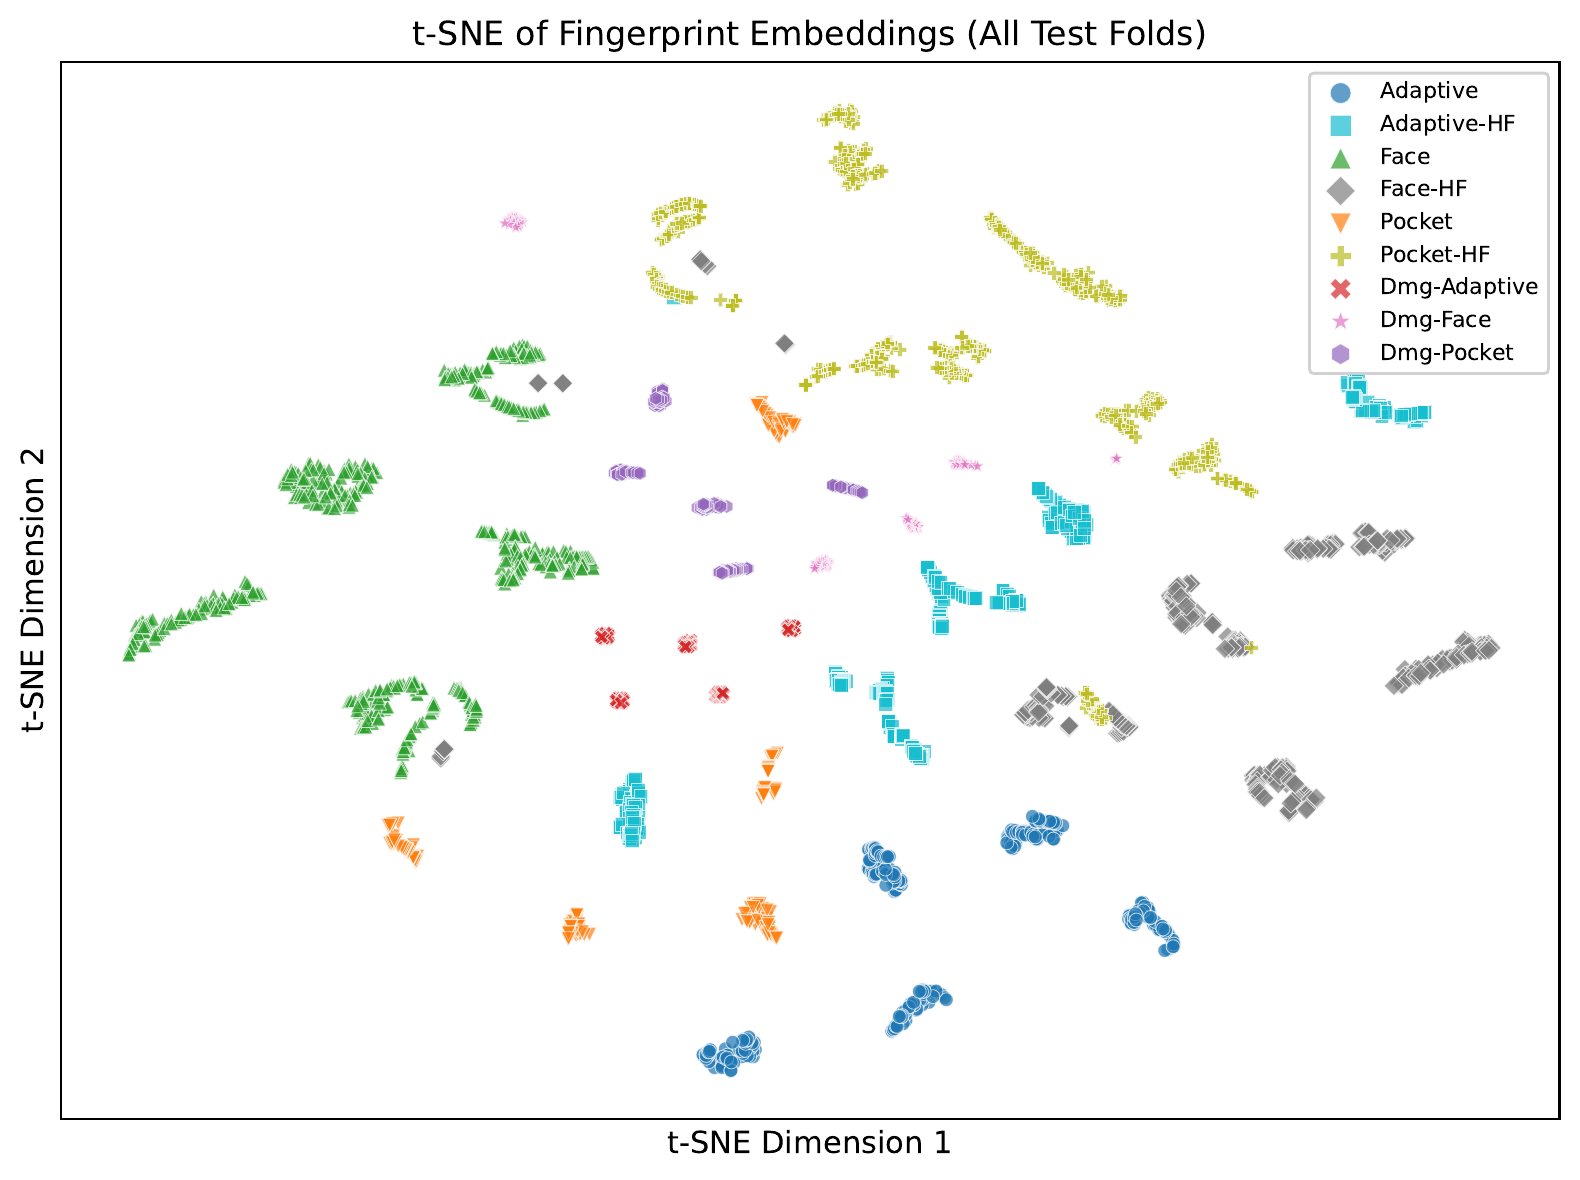 t-SNE of Fingerprint Embeddings (All Test Folds)
Adaptive
Adaptive-HF
Face
Face-HF
Pocket
Pocket-HF
Dmg-Adaptive
Dmg-Face
Dmg-Pocket
t-SNE Dimension 2
t-SNE Dimension 1